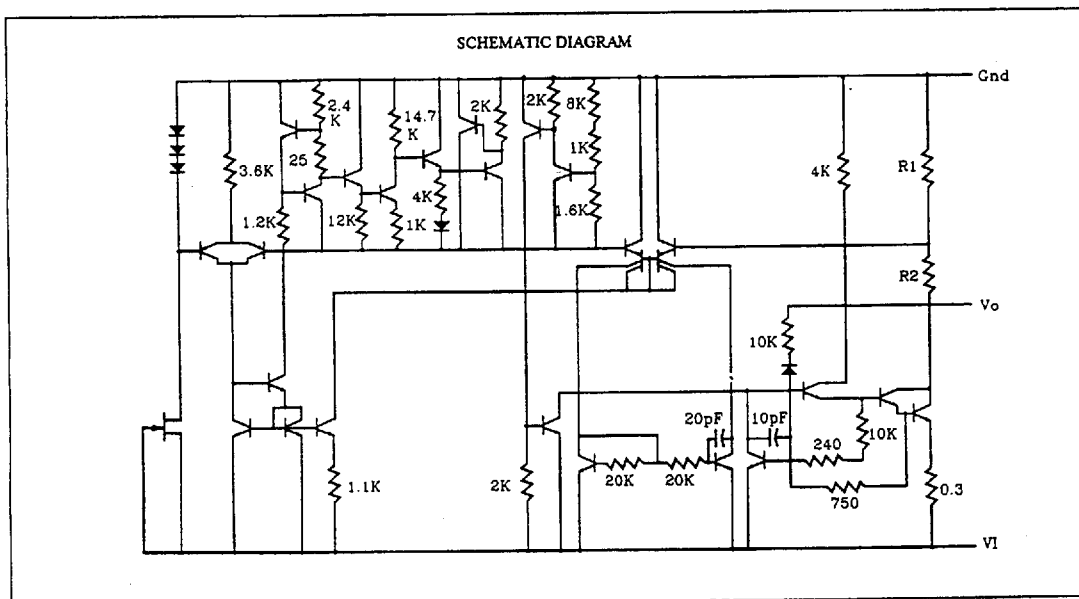 SCHEMATIC DIAGRAM
Gnd
2.4
K
14.7
K
2K
2K
8K
3.6K
25
1K
4K
R1
4K
1.2K
12K
1K
1.6K
R2
Vo
10K
20pF
10pF
10K
240
1.1K
2K
20K
20K
750
0.3
VI